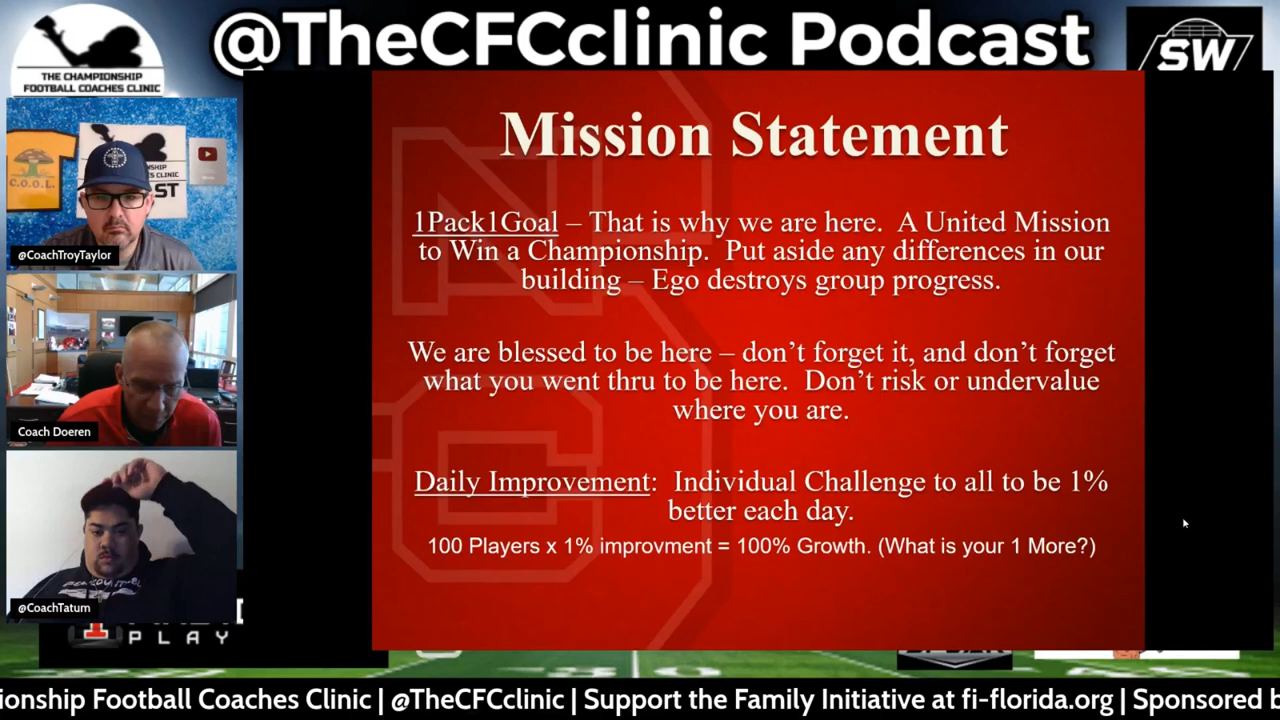 @TheCFCclinic Podcast
THE CHAMPIONSHIP
FOOTBALL COACHES CLINIC
SW
C.O.O.L.
ST
@CoachTroyTaylor
Coach Doeren
@CoachTatum
PLAY
Mission Statement
1Pack1Goal – That is why we are here. A United Mission
to Win a Championship. Put aside any differences in our
building – Ego destroys group progress.
We are blessed to be here – don’t forget it, and don’t forget
what you went thru to be here. Don’t risk or undervalue
where you are.
Daily Improvement: Individual Challenge to all to be 1%
better each day.
100 Players x 1% improvment = 100% Growth. (What is your 1 More?)
ionship Football Coaches Clinic | @TheCFCclinic | Support the Family Initiative at fi-florida.org | Sponsored b